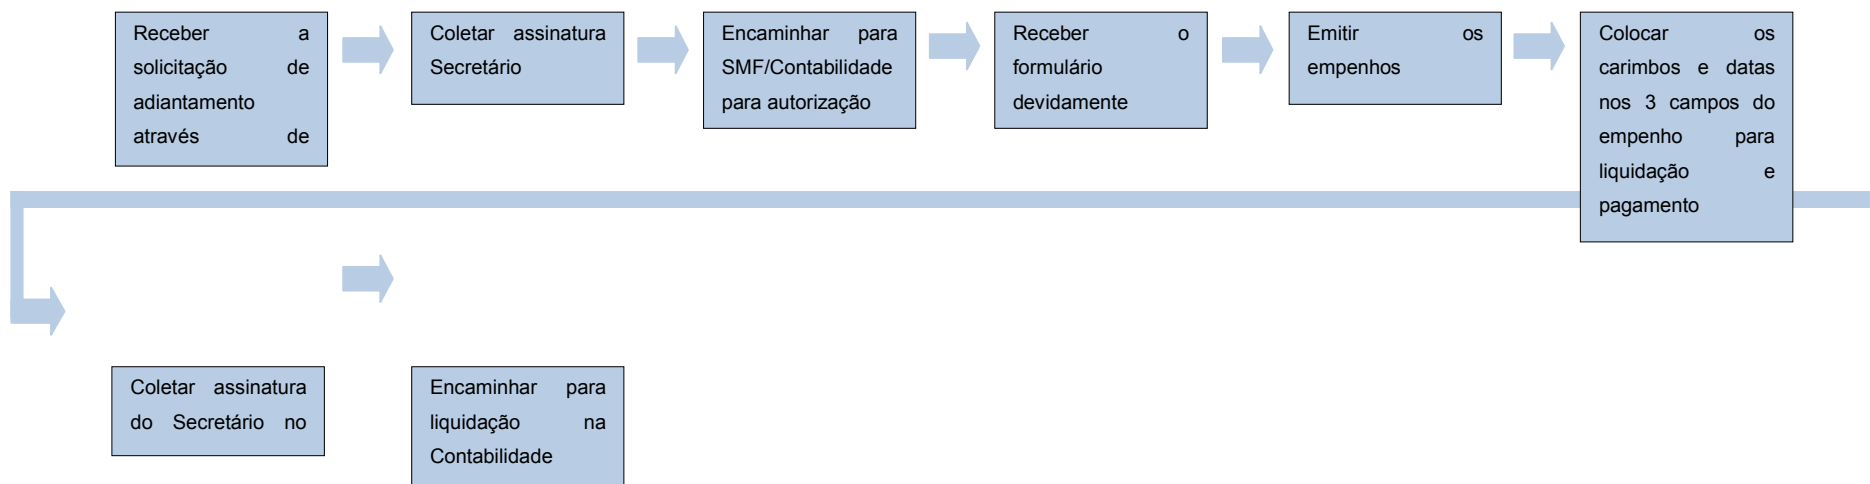 Receber a
solicitação de
adiantamento
através de
Coletar assinatura
Secretário
Encaminhar para
SMF/Contabilidade
para autorização
Receber o
formulário
devidamente
Emitir os
empenhos
Colocar os
carimbos e datas
nos 3 campos do
empenho para
liquidação e
pagamento
Coletar assinatura
do Secretário no
Encaminhar para
liquidação na
Contabilidade